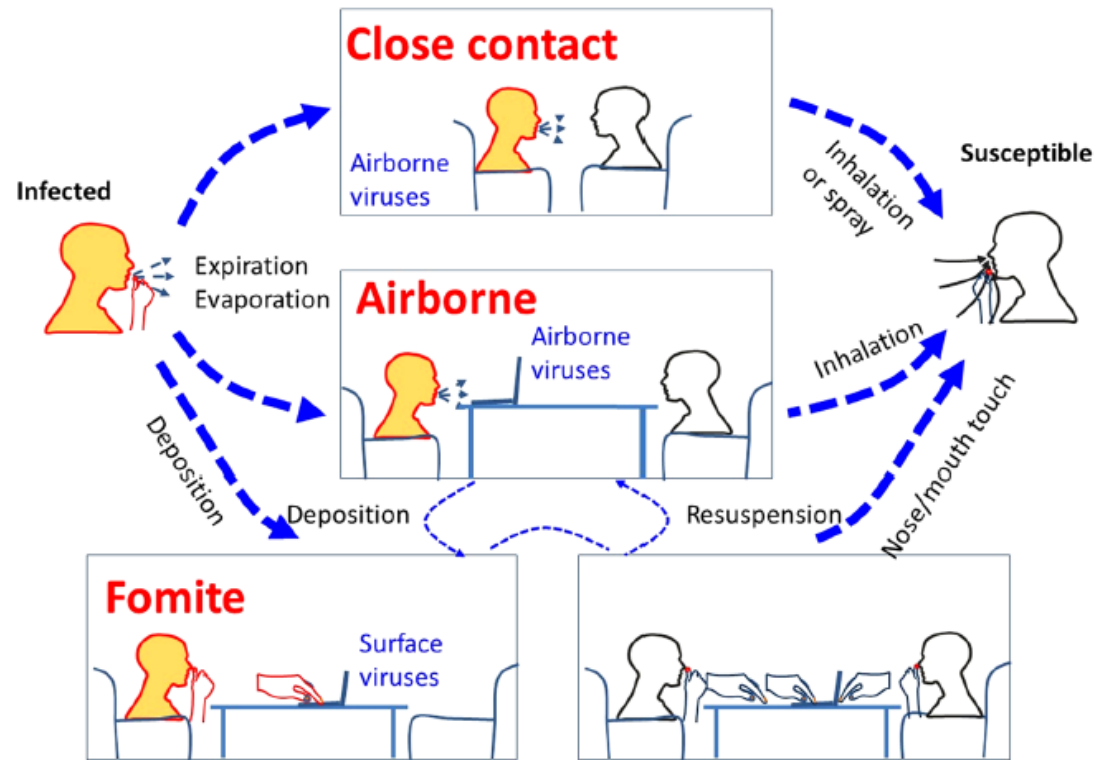 Close contact
Airborne
viruses
Infected
Susceptible
Inhalation
or spray
Expiration
Evaporation
Airborne
Airborne
viruses
Inhalation
Deposition
Deposition
Resuspension
Nose/mouth touch
Fomite
Surface
viruses